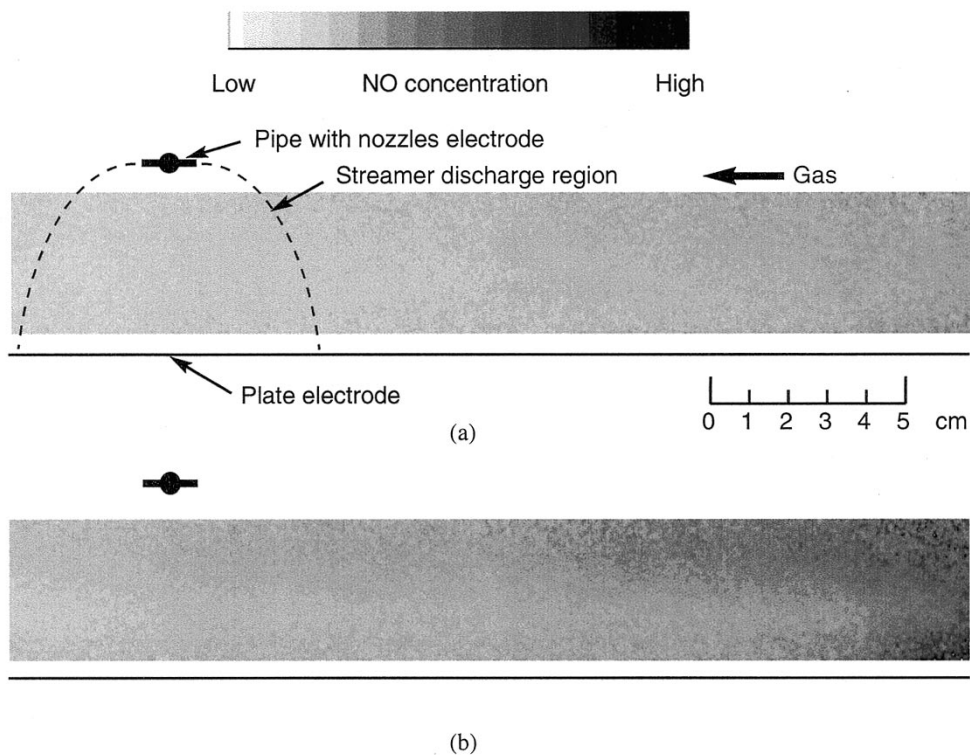 Low NO concentration High
Pipe with nozzles electrode
Streamer discharge region
Gas
Plate electrode
0 1 2 3 4 5 cm
(a)
(b)